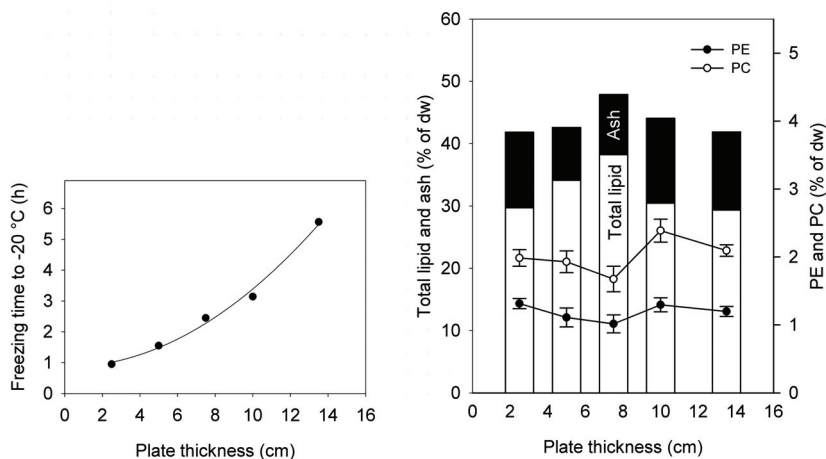 6
5
4
3
2
1
0
Freezing time to -20 °C (h)
0 2 4 6 8 10 12 14 16
Plate thickness (cm)
60
50
40
30
20
10
0
Total lipid and ash (% of dw)
PE
PC
Ash
Total lipid
5
4
3
2
1
0
PE and PC (% of dw)
0 2 4 6 8 10 12 14 16
Plate thickness (cm)